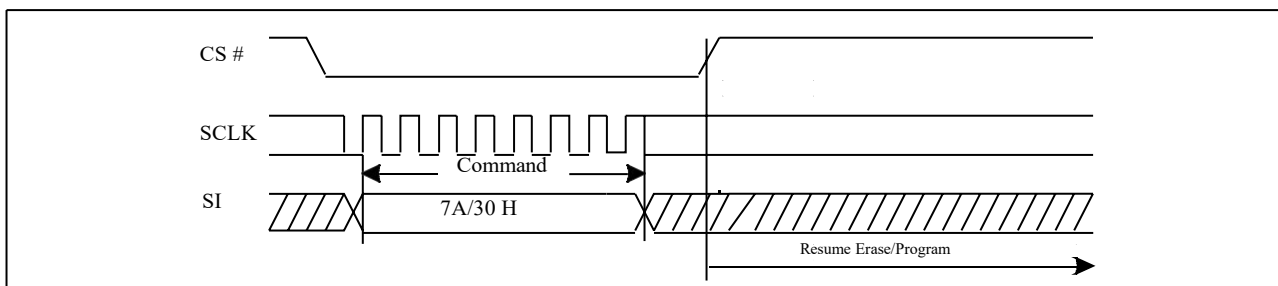 CS #
SCLK
Command
SI
7A/30 H
Resume Erase/Program